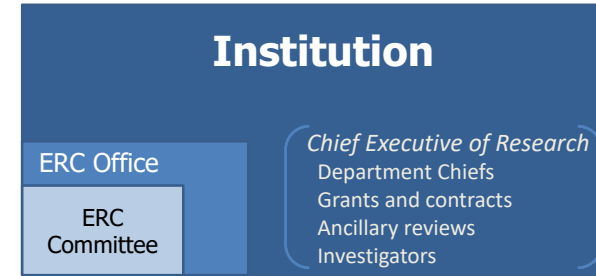 Institution
ERC Office
ERC
Committee
Chief Executive of Research
Department Chiefs
Grants and contracts
Ancillary reviews
Investigators